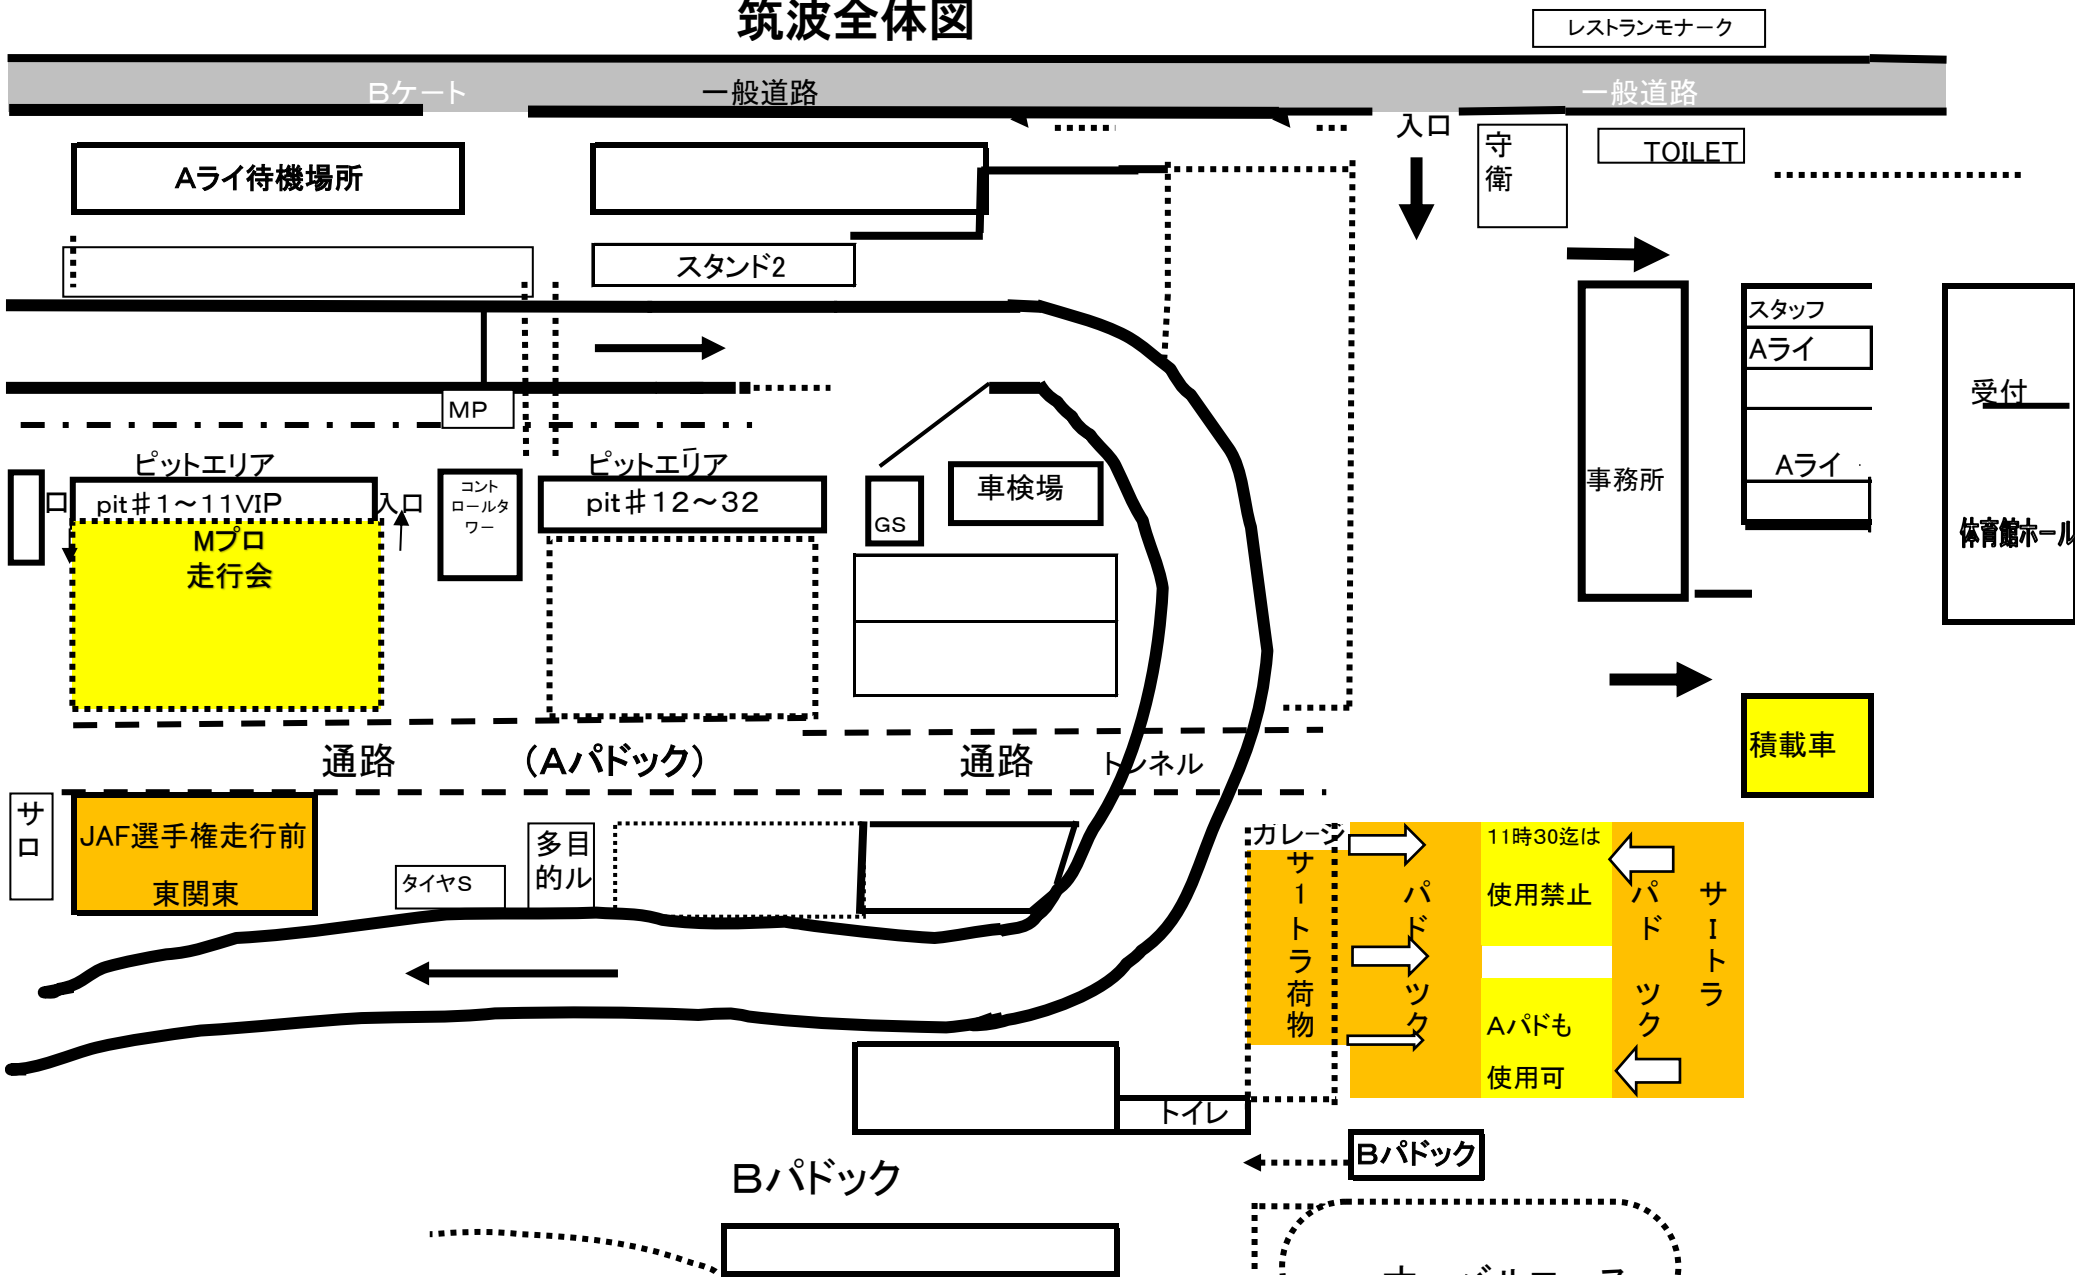 筑波全体図
レストランモナーク
Bゲート
一般道路
一般道路
入口
守
衛
TOILET
Aライ待機場所
スタンド2
スタッフ
Aライ
受付
MP
ピットエリア
ピットエリア
Aライ
事務所
口
pit♯1～11VIP
入口
コント
ロールタ
ワー
pit♯12～32
GS
車検場
体育館ホール
Mプロ
走行会
通路
(Aパドック)
通路
トンネル
積載車
サ
ロ
JAF選手権走行前
東関東
タイヤS
多目
的ル
ガレージ
サ
1
ト
ラ
荷
物
パ
ド
ツ
ク
11時30迄は
使用禁止
Aパドも
使用可
パ
ド
ツ
ク
サ
I
ト
ラ
トイレ
Bパドック
Bパドック